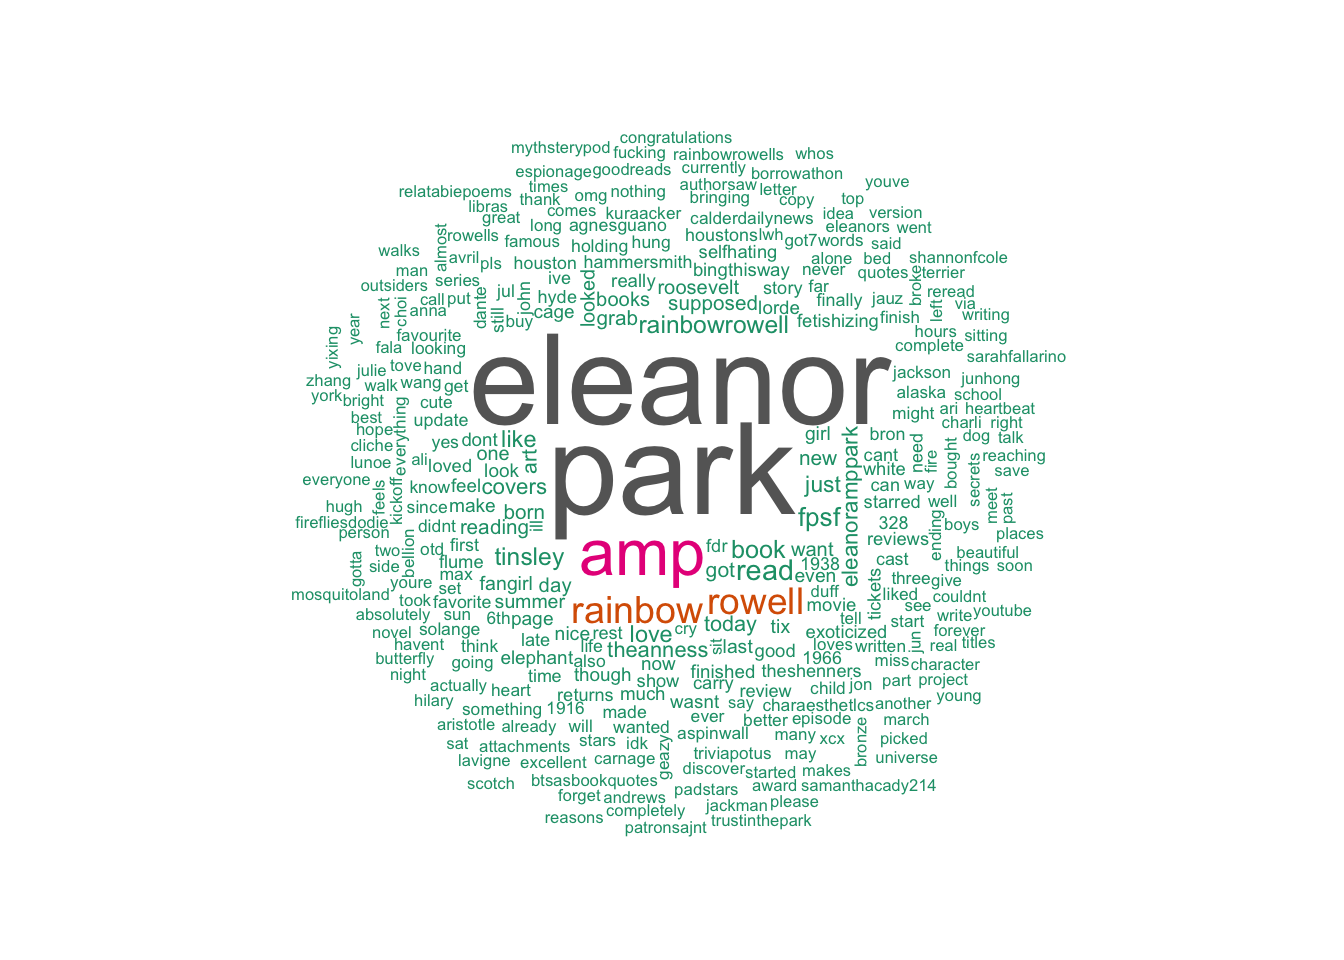 congratulations
mythsterypod fucking rainbowrowells whos
espionage goodreads currently borrowathon youve
relatabiepoems times thank omg nothing authorsaw letter bringing copy top
libras great comes kuraacker calderdailynews idea version
long agnesguano houstons lwh got7 words eleanors went
walks almost rowells famous holding hung selfhating said
man avril pls houston hammersmith bingthisway never alone bed shannonfcole
outsiders series ive really roosevelt story far quotes broke terrier
next choi call put dante jul john hyde looked books supposed lorde finally jauz left reread via
anna still buy cage grab rainbowrowell fetishizing finish hours writing
yixing year favourite complete sitting
fala looking sarahfallarino
eleanor
zhang julie tove hand jackson junhong
york walk wang get alaska school
bright cute might ari heartbeat
best everything update charli right
hope park girl bron need dog talk
cliche yes dont like new cant fire bought reaching
lunoe ali loved one art white secrets save
everyone feels kickoff look eleanoramppark can way
know feel covers just starred well meet past
hugh since make born fpsf 328 ending boys places
firefliesdodie didnt reading ill reviews
person two otd first tinsley amp fdr book want cast beautiful
gotta side bellion flume got read 1938 even things soon
youre max fangirl day tickets three give
mosquitoland took set rainbow rowell duff liked couldnt
absolutely favorite summer movie see write youtube
sun 6thpage tell start
novel solange late nice rest love cry today tix exoticized forever
havent think life theanness sit last good loves written jun real titles
butterfly going elephant also now 1966 miss character
night time though show finished theshenners
actually heart returns much carry review child jon part project
hilary something 1916 made wasnt say charaesthetlcs another young
aristotle already will wanted ever better episode march
sat attachments stars idk aspinwall many xcx bronze picked
lavigne excellent carnage geazy triviapotus may universe
scotch btsasbookquotes discover started makes
forget andrews padstars award samanthacady214
reasons completely jackman please
patronsajnt trustinthepark